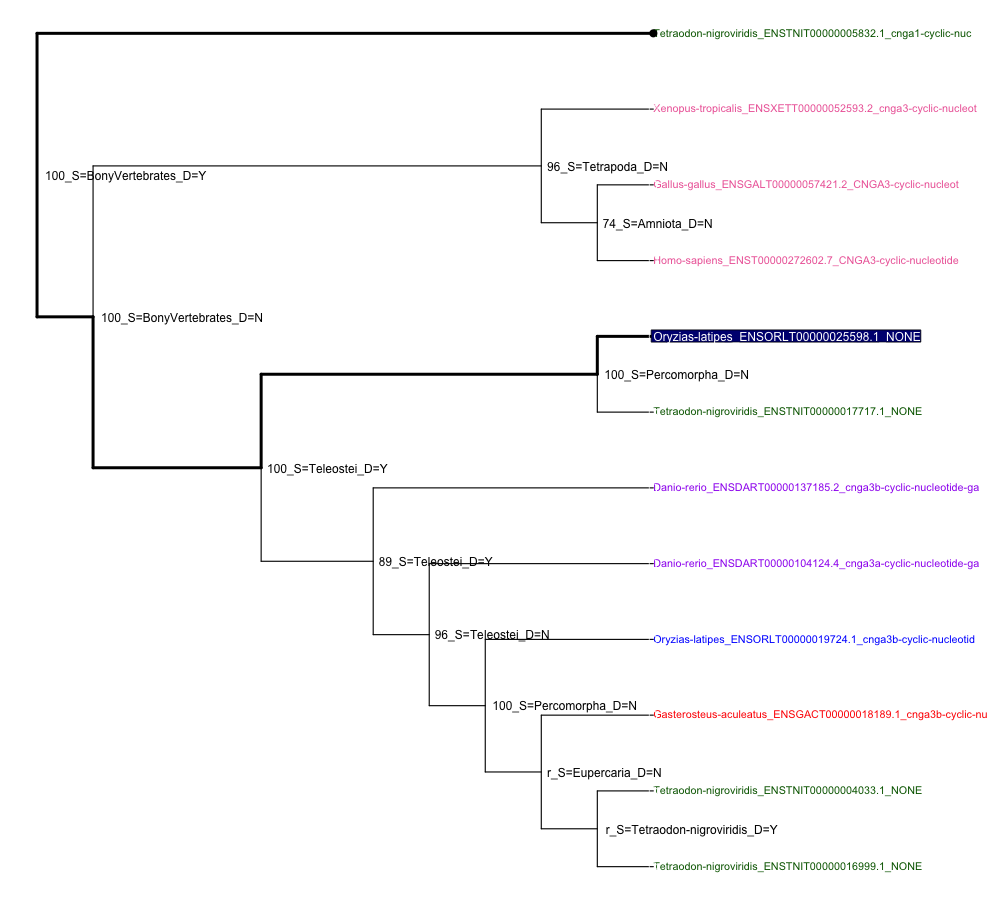 Tetraodon-nigroviridis_ENSTNIT00000005832.1_cnga1-cyclic-nuc
Xenopus-tropicalis_ENSXETT00000052593.2_cnga3-cyclic-nucleot
96_S=Tetrapoda_D=N
100_S=BonyVertebrates_D=Y
Gallus-gallus_ENSGALT00000057421.2_CNGA3-cyclic-nucleot
74_S=Amniota_D=N
Homo-sapiens_ENST00000272602.7_CNGA3-cyclic-nucleotide
100_S=BonyVertebrates_D=N
Oryzias-latipes_ENSORLT00000025598.1_NONE
100_S=Percomorpha_D=N
Tetraodon-nigroviridis_ENSTNIT00000017717.1_NONE
100_S=Teleostei_D=Y
Danio-rerio_ENSDART00000137185.2_cnga3b-cyclic-nucleotide-ga
89_S=Teleostei_D=Y
Danio-rerio_ENSDART00000104124.4_cnga3a-cyclic-nucleotide-ga
96_S=Teleostei_D=N
Oryzias-latipes_ENSORLT00000019724.1_cnga3b-cyclic-nucleotid
100_S=Percomorpha_D=N
Gasterosteus-aculeatus_ENSGACT00000018189.1_cnga3b-cyclic-nu
r_S=Eupercaria_D=N
Tetraodon-nigroviridis_ENSTNIT00000004033.1_NONE
r_S=Tetraodon-nigroviridis_D=Y
Tetraodon-nigroviridis_ENSTNIT00000016999.1_NONE